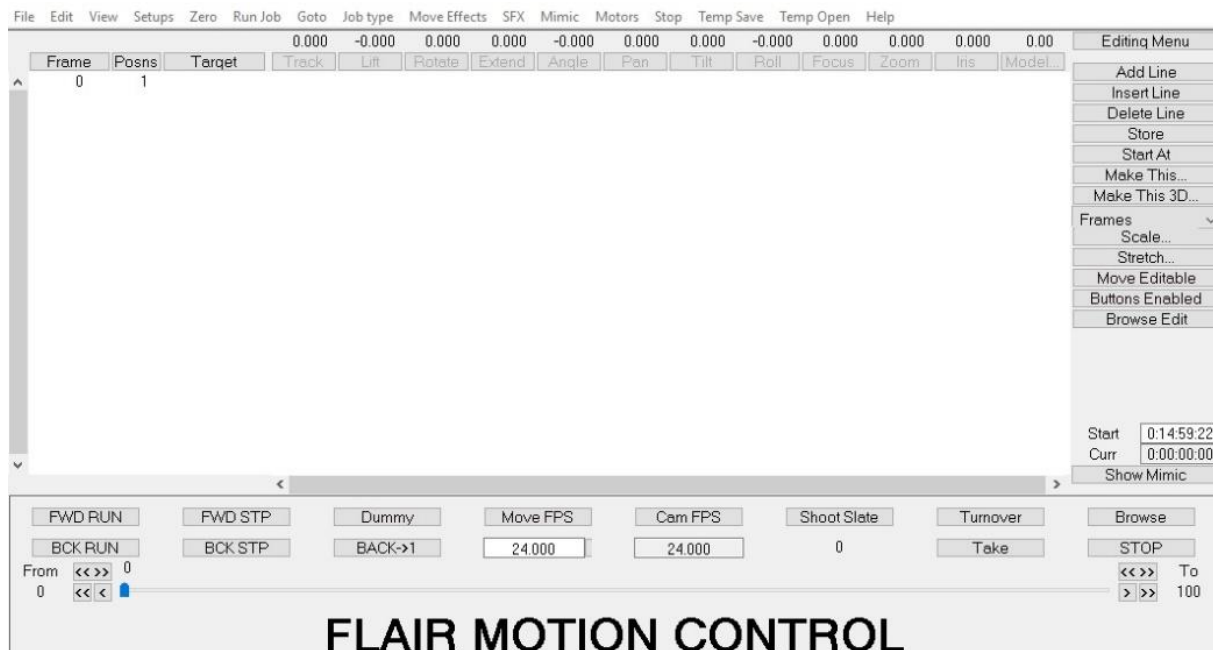 File Edit View Setups Zero Run Job Goto Job type Move Effects SFX Mimic Motors Stop Temp Save Temp Open Help
0.000 -0.000 0.000 0.000 -0.000 0.000 0.000 -0.000 0.000 0.000 0.000 0.00 Editing Menu
Frame Posns Target Track Lift Rotate Extend Angle Pan Tilt Roll Focus Zoom Iris Model...
0 1
Add Line
Insert Line
Delete Line
Store
Start At
Make This...
Make This 3D...
Frames
Scale...
Stretch...
Move Editable
Buttons Enabled
Browse Edit
Start 0:14:59:22
Curr 0:00:00:00
Show Mimic
FWD RUN FWD STP Dummy Move FPS Cam FPS Shoot Slate Turnover Browse
BCK RUN BCK STP BACK->1 24.000 24.000 0 Take STOP
From << >> 0 << >> To
0 << < > >> 100
FLAIR MOTION CONTROL